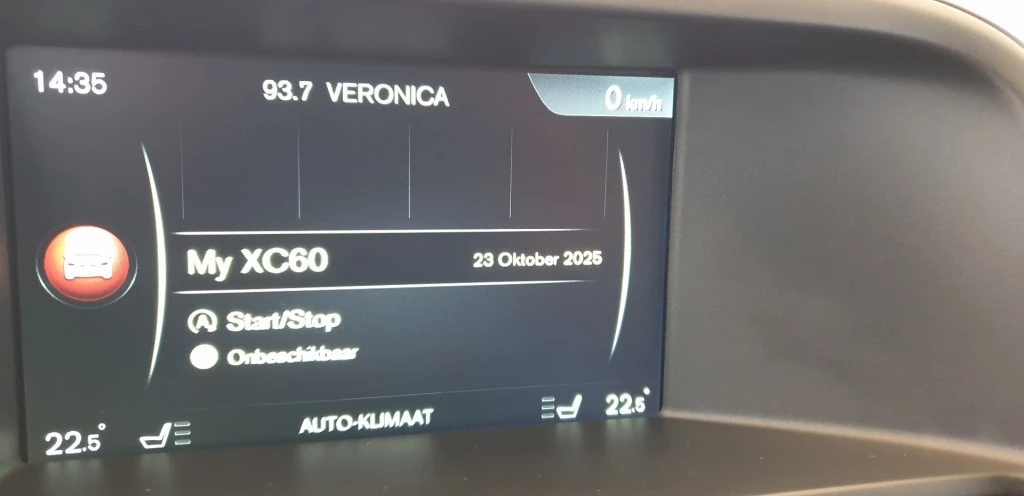 14:35
93.7 VERONICA
0 km/h
My XC60
23 Oktober 2025
A Start/Stop
Onbeschikbaar
22.5°
AUTO-KLIMAAT
22.5°